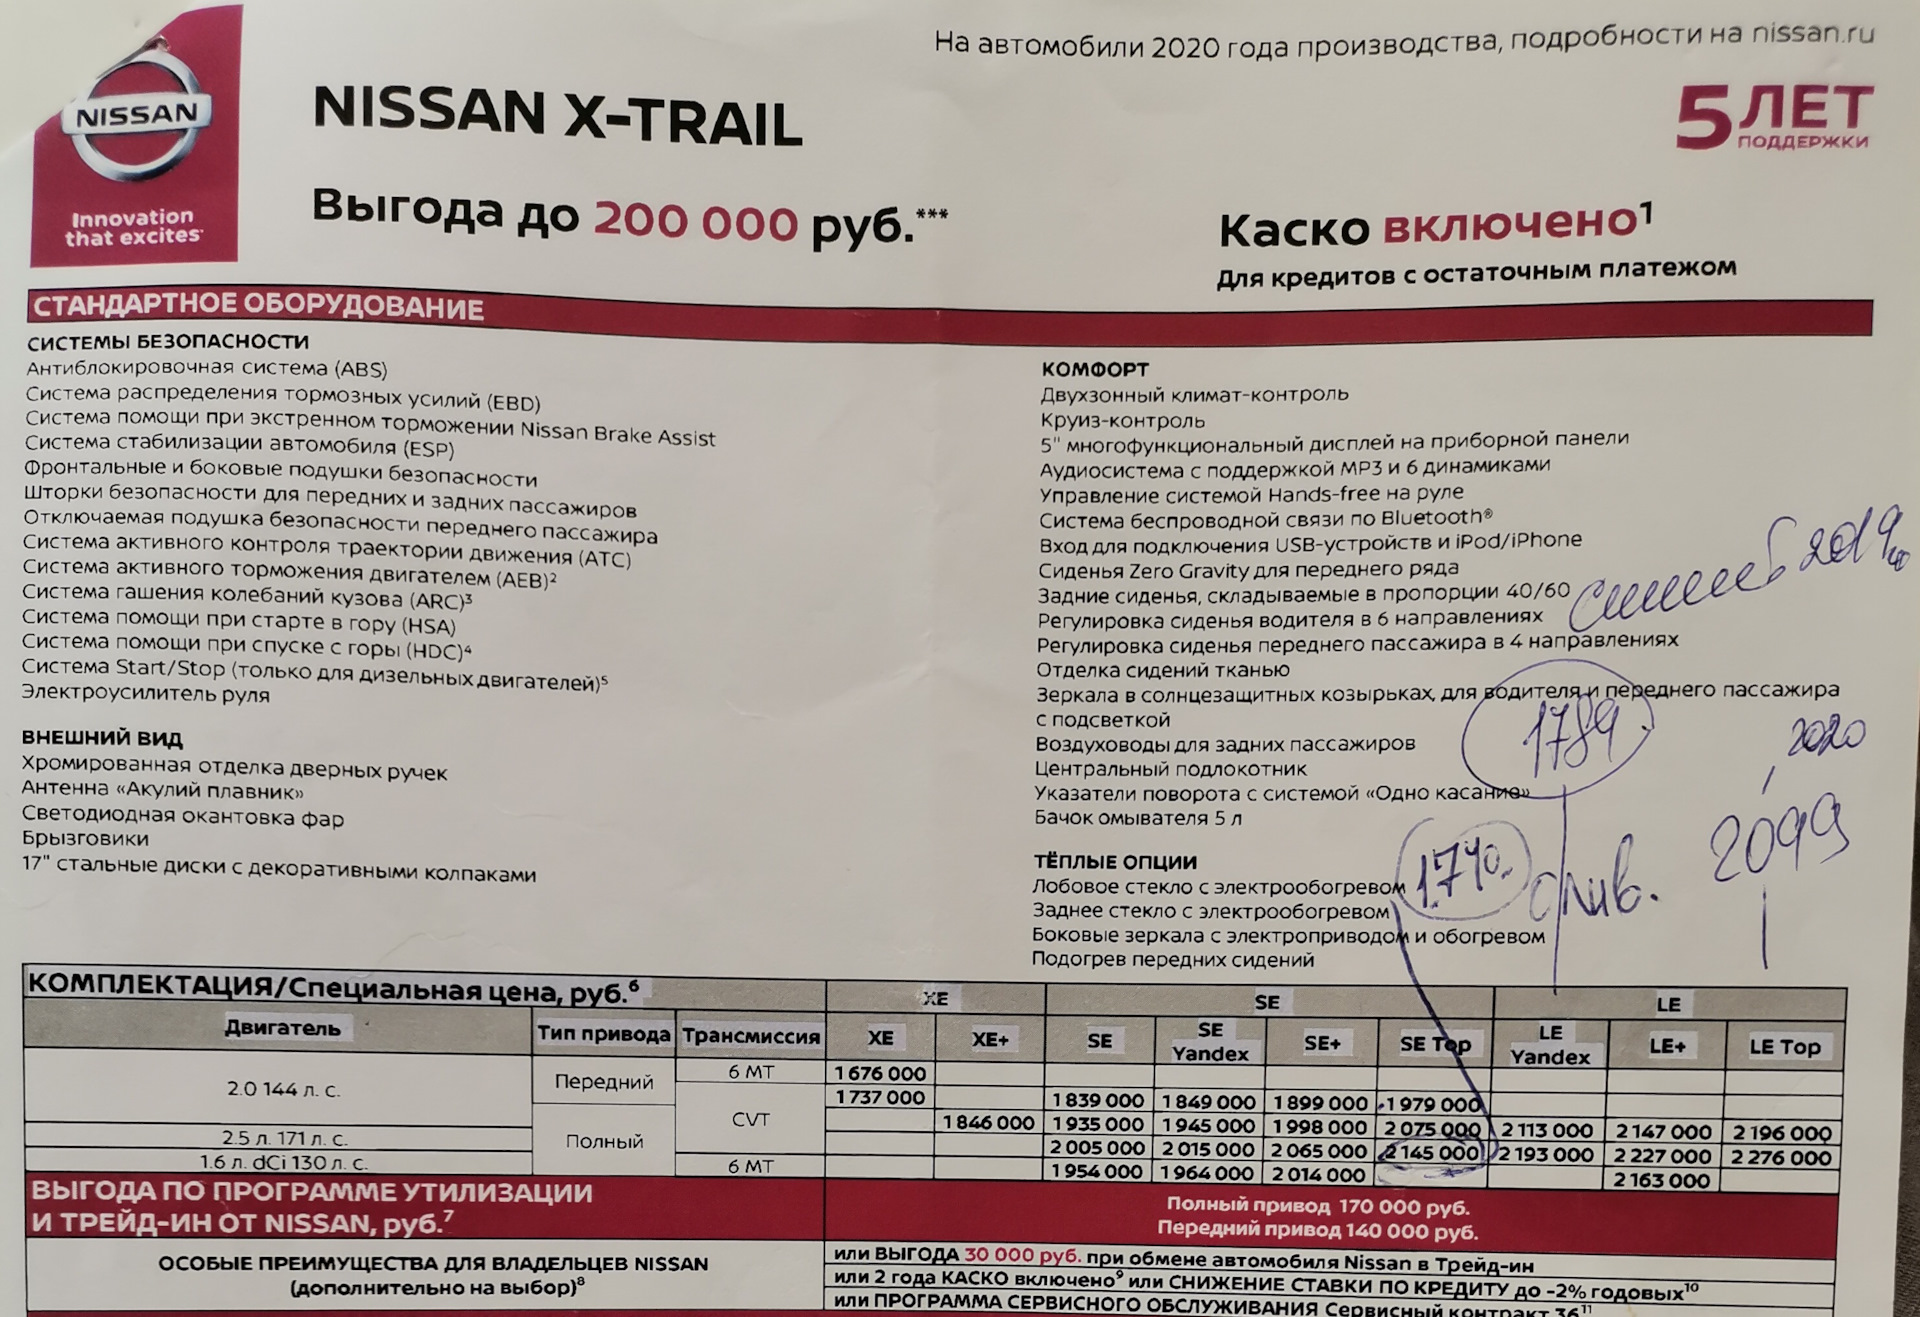 На автомобили 2020 года производства, подробности на nissan.ru
NISSAN
Innovation
that excites
NISSAN X-TRAIL
5 ЛЕТ
ПОДДЕРЖКИ
Выгода до 200 000 руб.***
Каско включено¹
Для кредитов с остаточным платежом
СТАНДАРТНОЕ ОБОРУДОВАНИЕ
СИСТЕМЫ БЕЗОПАСНОСТИ
Антиблокировочная система (ABS)
Система распределения тормозных усилий (EBD)
Система помощи при экстренном торможении Nissan Brake Assist
Система стабилизации автомобиля (ESP)
Фронтальные и боковые подушки безопасности
Шторки безопасности для передних и задних пассажиров
Отключаемая подушка безопасности переднего пассажира
Система активного контроля траектории движения (ATC)
Система активного торможения двигателем (AEB)²
Система гашения колебаний кузова (ARC)³
Система помощи при старте в гору (HSA)
Система помощи при спуске с горы (HDC)⁴
Система Start/Stop (только для дизельных двигателей)⁵
Электроусилитель руля
ВНЕШНИЙ ВИД
Хромированная отделка дверных ручек
Антенна «Акулий плавник»
Светодиодная окантовка фар
Брызговики
17" стальные диски с декоративными колпаками
КОМФОРТ
Двухзонный климат-контроль
Круиз-контроль
5" многофункциональный дисплей на приборной панели
Аудиосистема с поддержкой MP3 и 6 динамиками
Управление системой Hands-free на руле
Система беспроводной связи по Bluetooth®
Вход для подключения USB-устройств и iPod/iPhone
Сиденья Zero Gravity для переднего ряда
Задние сиденья, складываемые в пропорции 40/60
Регулировка сиденья водителя в 6 направлениях
Регулировка сиденья переднего пассажира в 4 направлениях
Отделка сидений тканью
Зеркала в солнцезащитных козырьках, для водителя и переднего пассажира
с подсветкой
Воздуховоды для задних пассажиров
Центральный подлокотник
Указатели поворота с системой «Одно касание»
Бачок омывателя 5 л
ТЁПЛЫЕ ОПЦИИ
Лобовое стекло с электрообогревом
Заднее стекло с электрообогревом
Боковые зеркала с электроприводом и обогревом
Подогрев передних сидений
синий 2019
1789.
2020
1.740.
2099
КОМПЛЕКТАЦИЯ/Специальная цена, руб.⁶ XE SE LE
Двигатель Тип привода Трансмиссия XE XE+ SE SE Yandex SE+ SE Top LE Yandex LE+ LE Top
2.0 144 л. с. Передний 6 MT 1 676 000
CVT 1 737 000 1 839 000 1 849 000 1 899 000 1 979 000
Полный 1 846 000 1 935 000 1 945 000 1 998 000 2 075 000 2 113 000 2 147 000 2 196 000
2.5 л. 171 л. с. 2 005 000 2 015 000 2 065 000 2 145 000 2 193 000 2 227 000 2 276 000
1.6 л. dCi 130 л. с. 6 MT 1 954 000 1 964 000 2 014 000 2 163 000
ВЫГОДА ПО ПРОГРАММЕ УТИЛИЗАЦИИ
И ТРЕЙД-ИН ОТ NISSAN, руб.⁷
Полный привод 170 000 руб.
Передний привод 140 000 руб.
ОСОБЫЕ ПРЕИМУЩЕСТВА ДЛЯ ВЛАДЕЛЬЦЕВ NISSAN
(дополнительно на выбор)⁸
или ВЫГОДА 30 000 руб. при обмене автомобиля Nissan в Трейд-ин
или 2 года КАСКО включено⁹ или СНИЖЕНИЕ СТАВКИ ПО КРЕДИТУ до -2% годовых¹⁰
или ПРОГРАММА СЕРВИСНОГО ОБСЛУЖИВАНИЯ Сервисный контракт 36¹¹